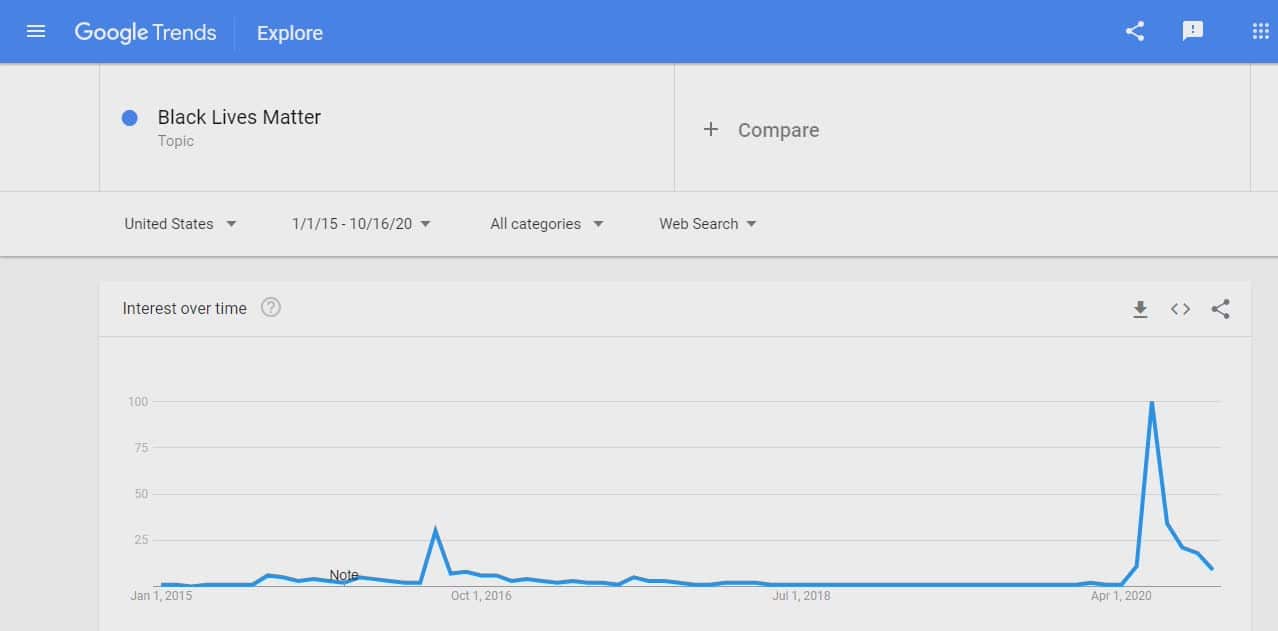 Google Trends Explore
Black Lives Matter
Topic
+ Compare
United States 1/1/15 - 10/16/20 All categories Web Search
Interest over time ?
100
75
50
25
Note
Jan 1, 2015 Oct 1, 2016 Jul 1, 2018 Apr 1, 2020